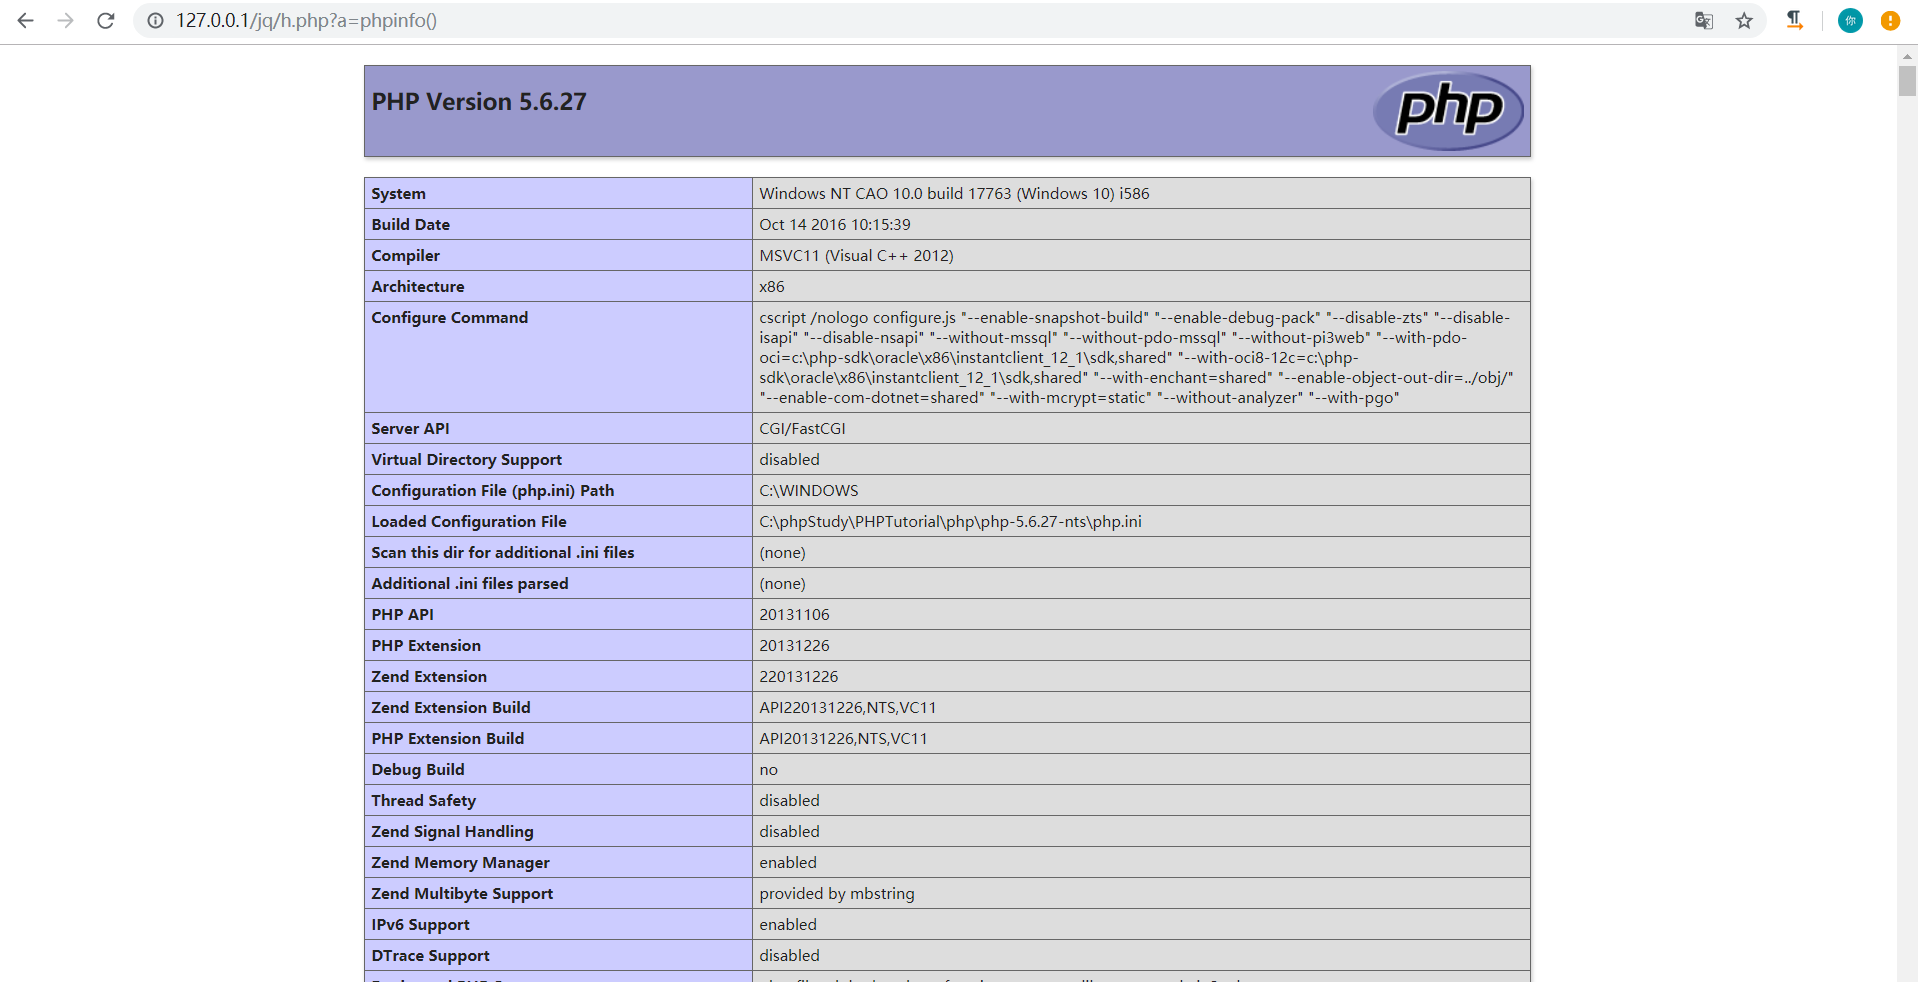 127.0.0.1/jq/h.php?a=phpinfo()
你
PHP Version 5.6.27
php
System Windows NT CAO 10.0 build 17763 (Windows 10) i586
Build Date Oct 14 2016 10:15:39
Compiler MSVC11 (Visual C++ 2012)
Architecture x86
Configure Command cscript /nologo configure.js "--enable-snapshot-build" "--enable-debug-pack" "--disable-zts" "--disable-
isapi" "--disable-nsapi" "--without-mssql" "--without-pdo-mssql" "--without-pi3web" "--with-pdo-
oci=c:\php-sdk\oracle\x86\instantclient_12_1\sdk,shared" "--with-oci8-12c=c:\php-
sdk\oracle\x86\instantclient_12_1\sdk,shared" "--with-enchant=shared" "--enable-object-out-dir=../obj/"
"--enable-com-dotnet=shared" "--with-mcrypt=static" "--without-analyzer" "--with-pgo"
Server API CGI/FastCGI
Virtual Directory Support disabled
Configuration File (php.ini) Path C:\WINDOWS
Loaded Configuration File C:\phpStudy\PHPTutorial\php\php-5.6.27-nts\php.ini
Scan this dir for additional .ini files (none)
Additional .ini files parsed (none)
PHP API 20131106
PHP Extension 20131226
Zend Extension 220131226
Zend Extension Build API220131226,NTS,VC11
PHP Extension Build API20131226,NTS,VC11
Debug Build no
Thread Safety disabled
Zend Signal Handling disabled
Zend Memory Manager enabled
Zend Multibyte Support provided by mbstring
IPv6 Support enabled
DTrace Support disabled